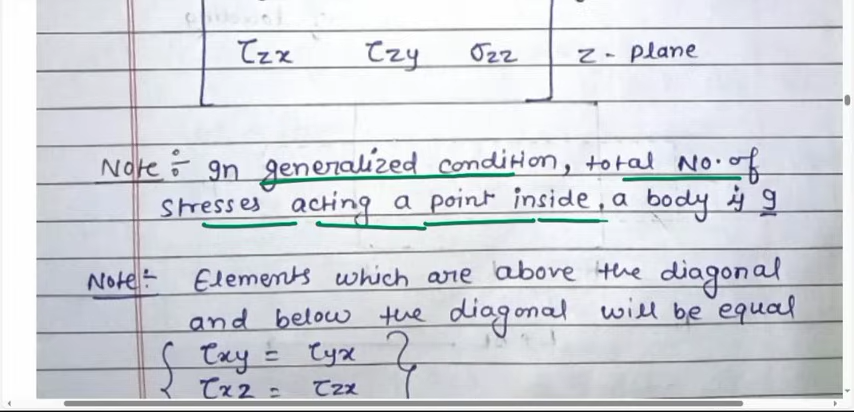 τzx τzy σzz z - plane
Note ÷ In generalized condition, total No. of
stresses acting a point inside, a body is 9
Note :- Elements which are above the diagonal
and below the diagonal will be equal
τxy = τyx
τxz = τzx